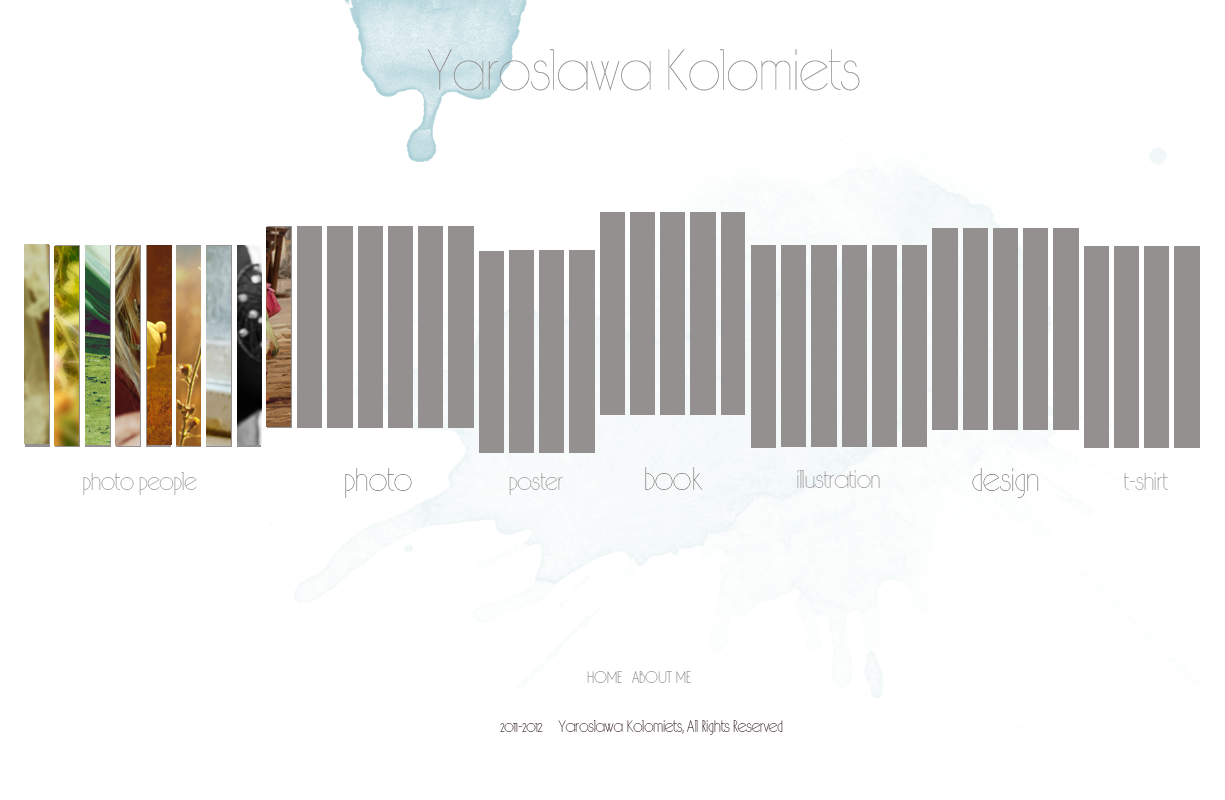 Yaroslawa Kolomiets
photo people
photo
poster
book
illustration
design
t-shirt
HOME ABOUT ME
2011-2012 Yaroslawa Kolomiets, All Rights Reserved